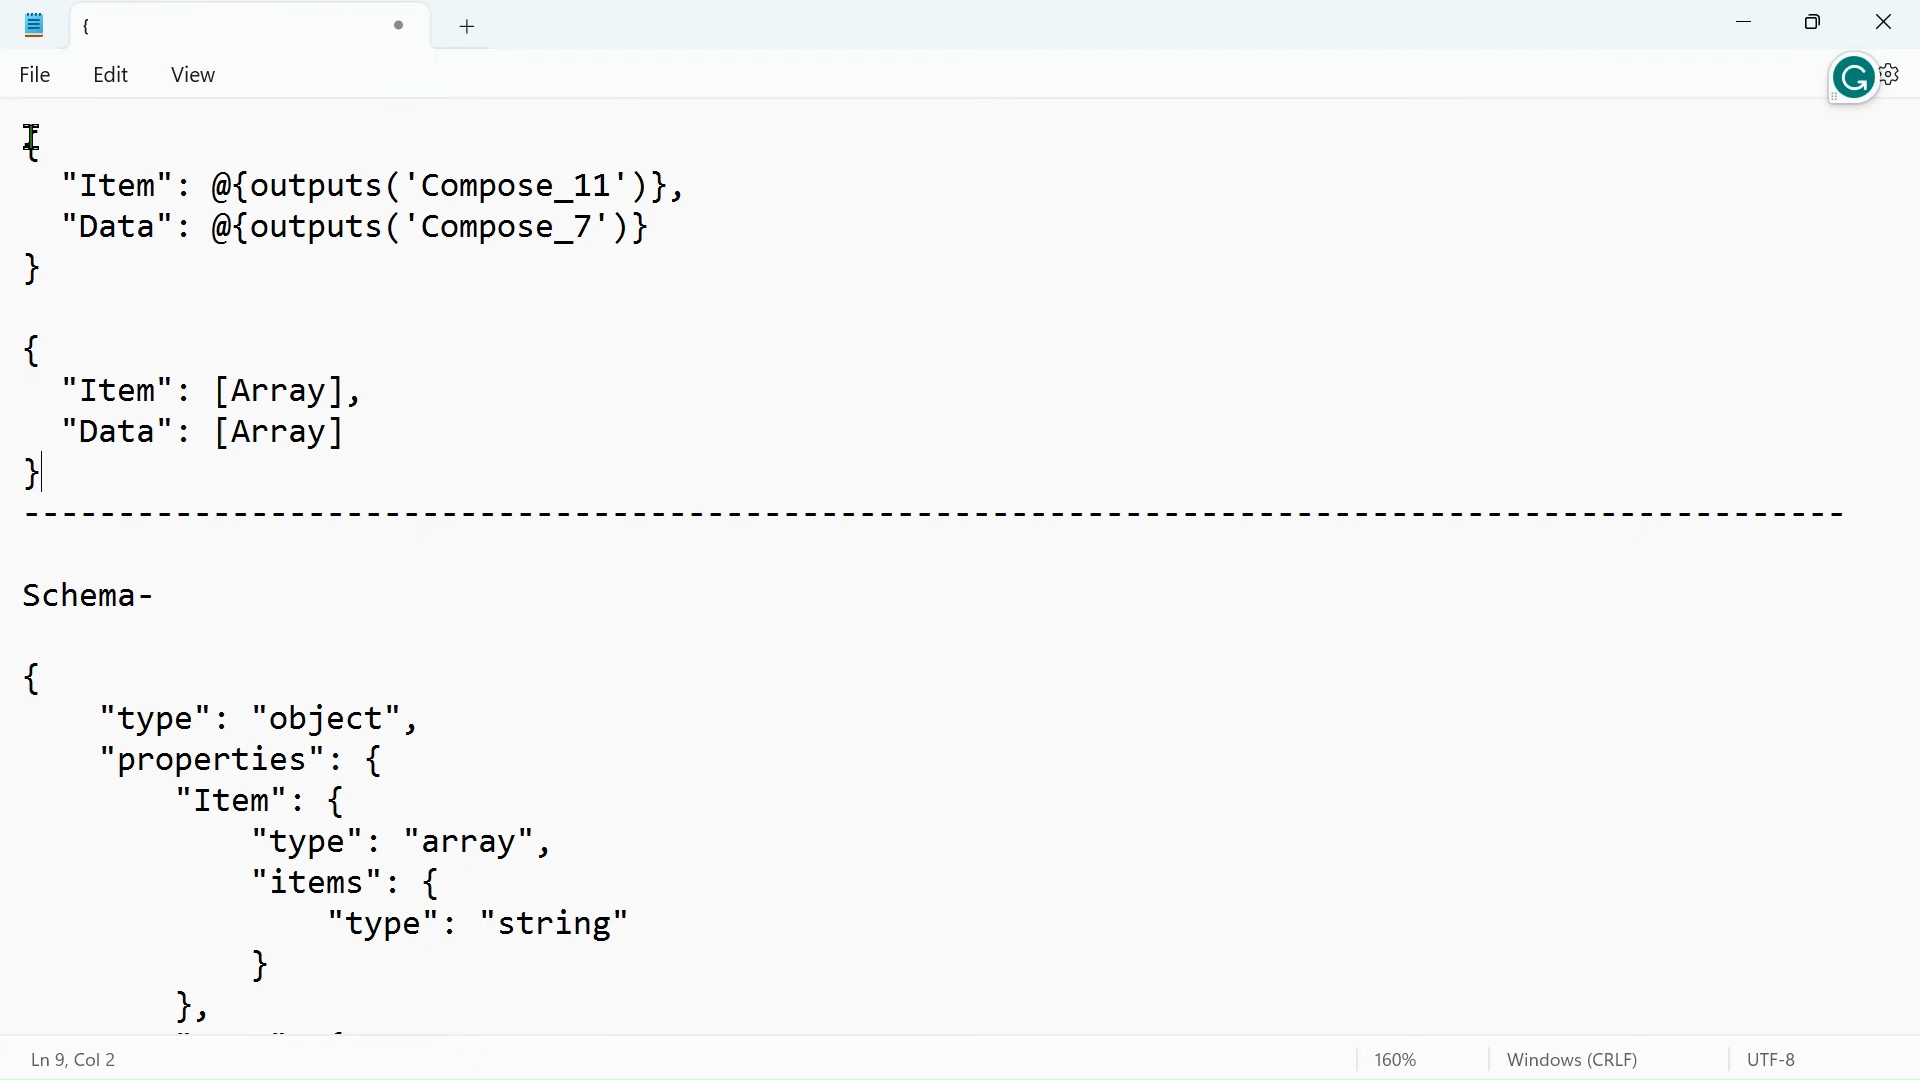 {
File Edit View
{
"Item": @{outputs('Compose_11')},
"Data": @{outputs('Compose_7')}
}
{
"Item": [Array],
"Data": [Array]
}
------------------------------------------------------------------------------------------------
Schema-
{
"type": "object",
"properties": {
"Item": {
"type": "array",
"items": {
"type": "string"
}
},
Ln 9, Col 2 160% Windows (CRLF) UTF-8